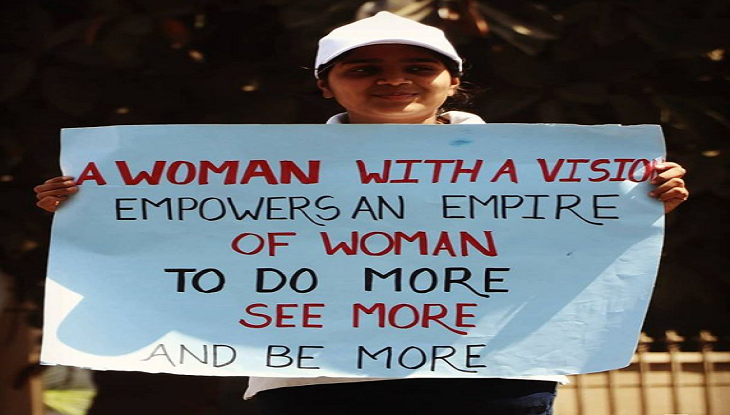 A WOMAN WITH A VISION
EMPOWERS AN EMPIRE
OF WOMAN
TO DO MORE
SEE MORE
AND BE MORE